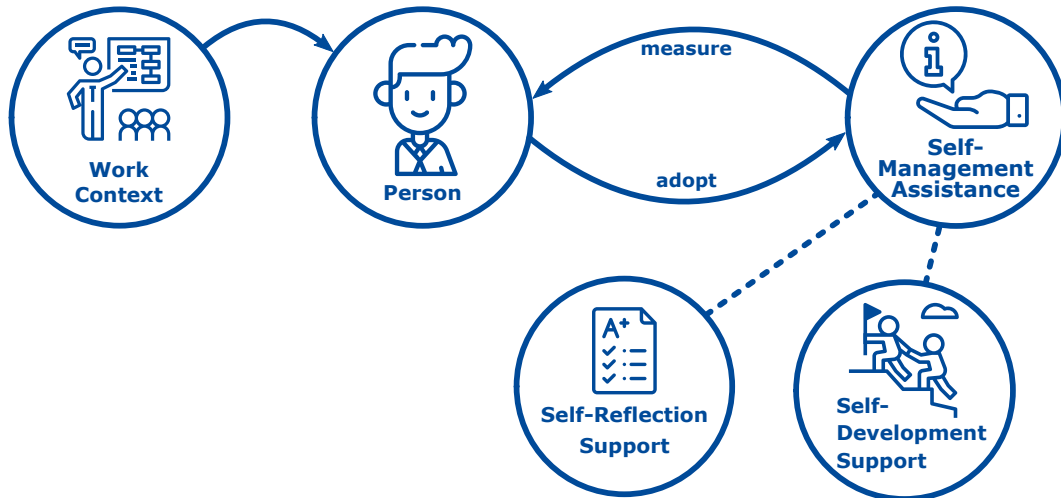 Work
Context
Person
measure
adopt
Self-
Management
Assistance
A+
Self-Reflection
Support
Self-
Development
Support